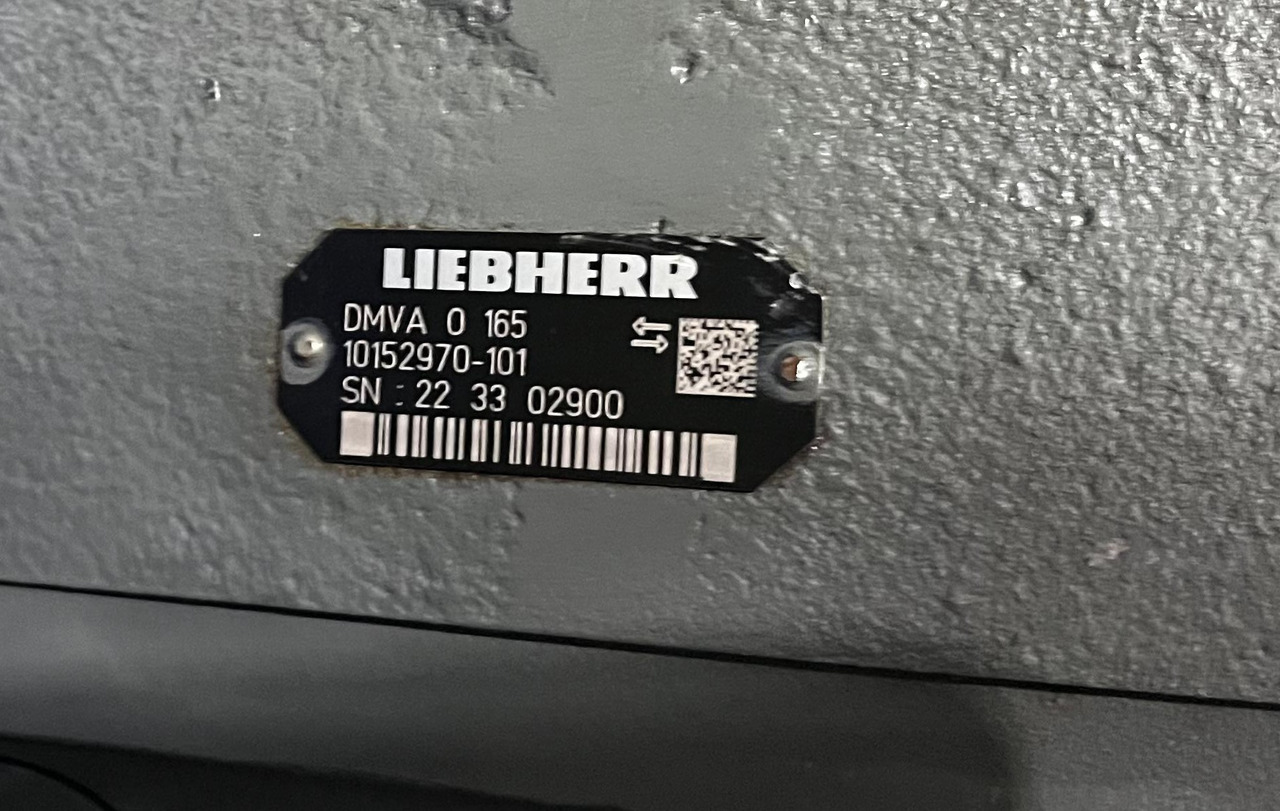 LIEBHERR
DMVA 0 165
10152970-101
SN : 22 33 02900